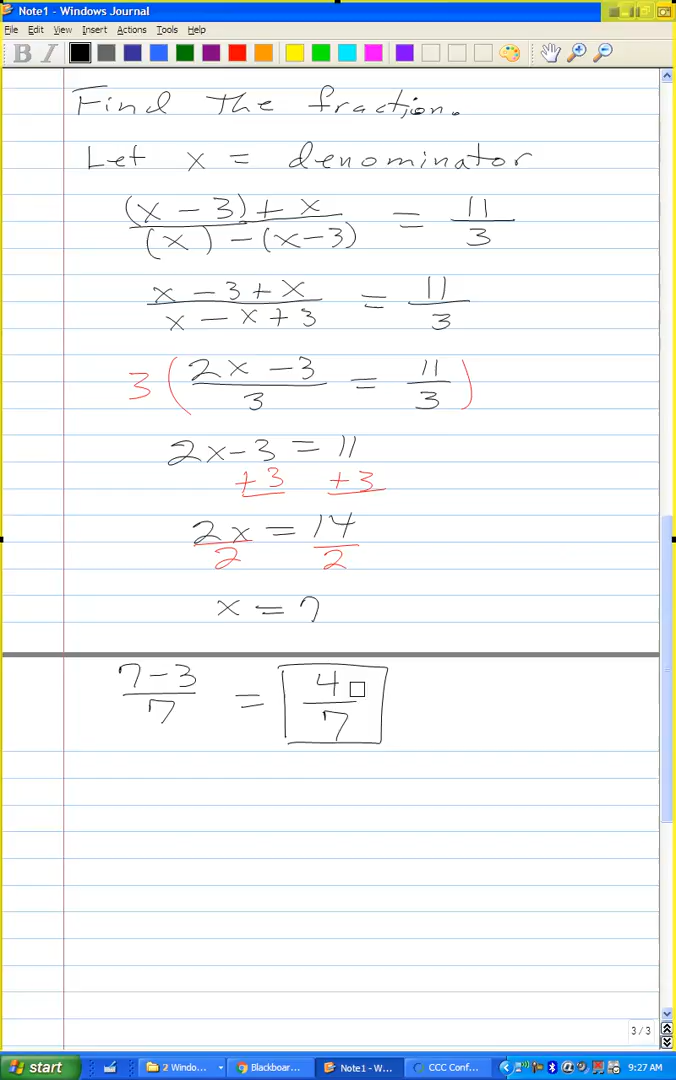 Note1 - Windows Journal
File Edit View Insert Actions Tools Help
B I
Find the fraction.
Let x = denominator
(x - 3) + x / (x) - (x-3) = 11/3
x - 3 + x / x - x + 3 = 11/3
3 ( 2x - 3 / 3 = 11/3 )
2x - 3 = 11
+3 +3
2x = 14
2 2
x = 7
7 - 3 / 7 = 4/7
3 / 3
start 2 Windo... Blackboar... Note1 - W... CCC Conf... 9:27 AM